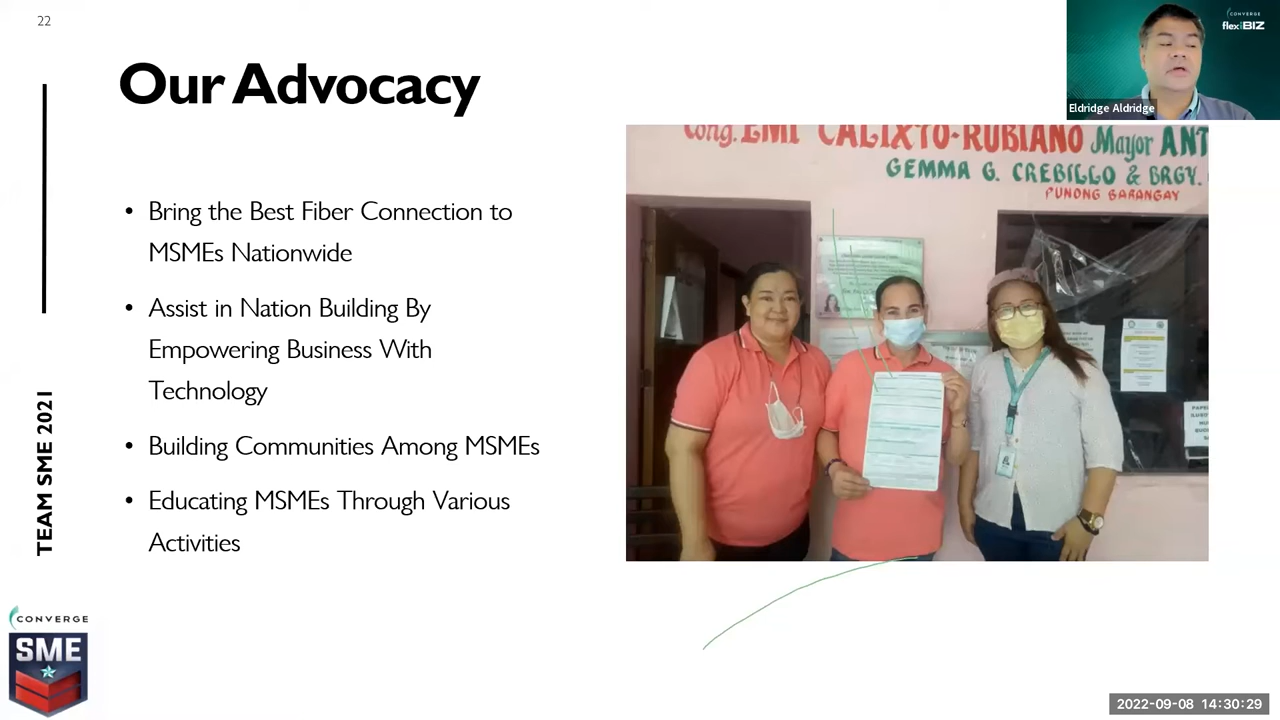 22
Our Advocacy
• Bring the Best Fiber Connection to
MSMEs Nationwide
• Assist in Nation Building By
Empowering Business With
Technology
• Building Communities Among MSMEs
• Educating MSMEs Through Various
Activities
TEAM SME 2021
CONVERGE
SME
CONVERGE
flexiBIZ
Eldridge Aldridge
Cong. EMI CALIXTO-RUBIANO Mayor ANT
GEMMA G. CREBILLO & BRGY.
PUNONG BARANGAY
2022-09-08 14:30:29